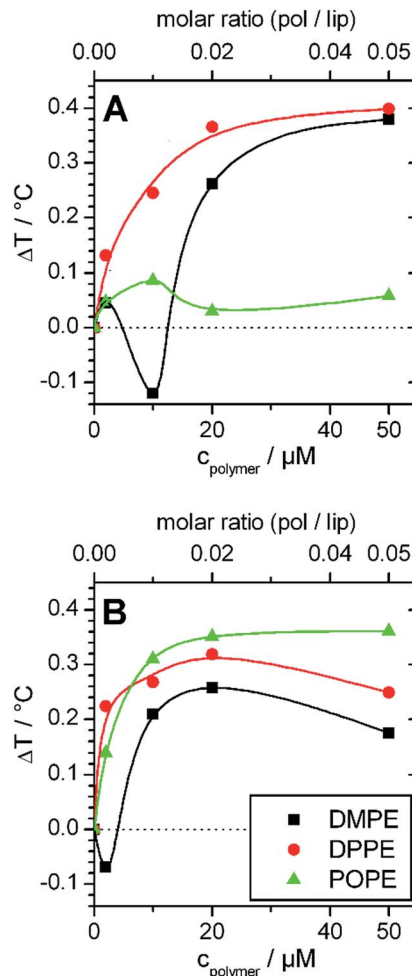 molar ratio (pol / lip)
0.00 0.02 0.04 0.05
A
0.4
0.3
0.2
0.1
0.0
-0.1
ΔT / °C
0 20 40 50
c_polymer / µM
molar ratio (pol / lip)
0.00 0.02 0.04 0.05
B
0.4
0.3
0.2
0.1
0.0
-0.1
ΔT / °C
DMPE
DPPE
POPE
0 20 40 50
c_polymer / µM